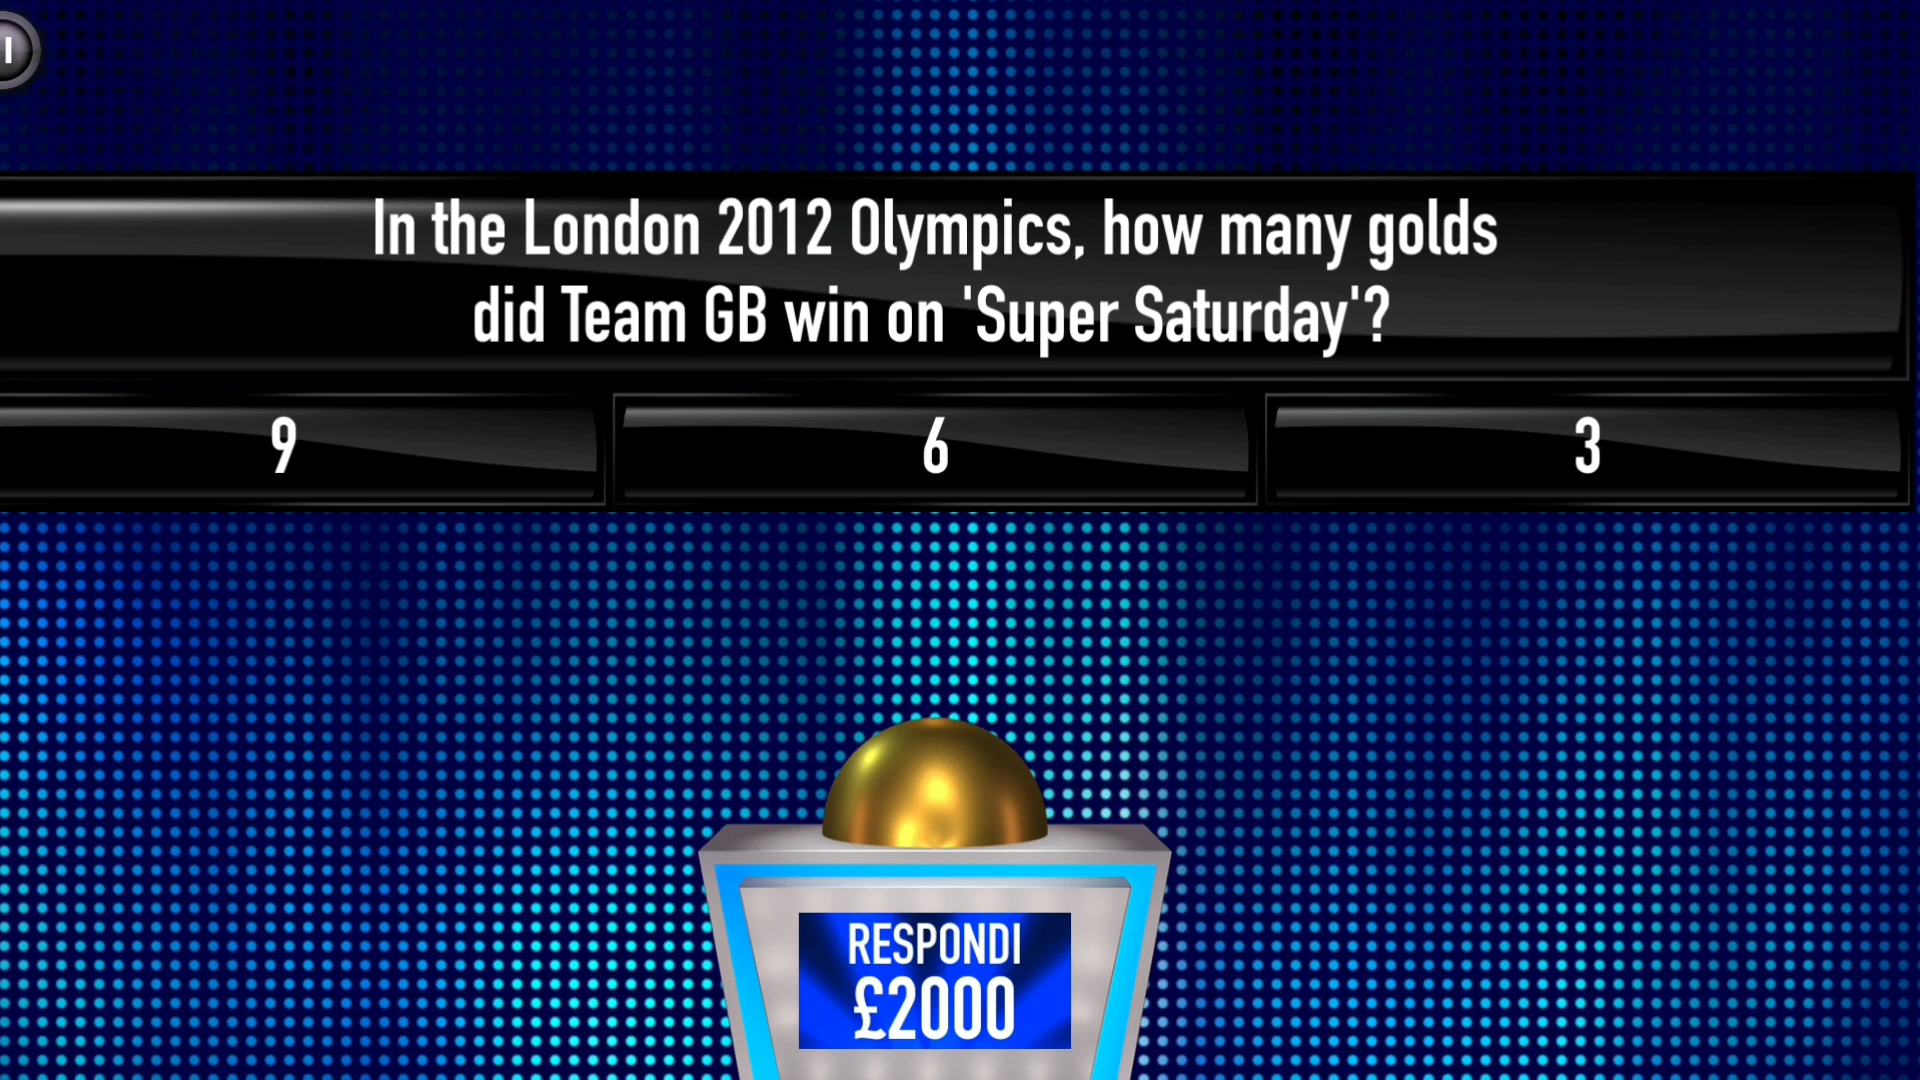 In the London 2012 Olympics, how many golds
did Team GB win on 'Super Saturday'?
9
6
3
RESPONDI
£2000